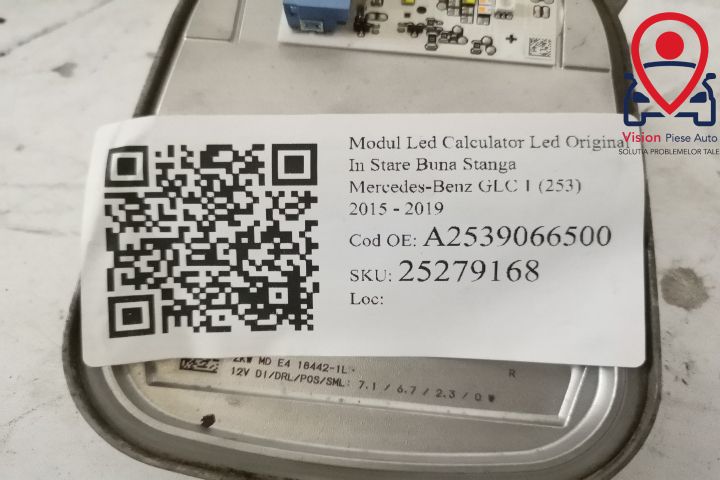 Vision Piese Auto
SOLUTIA PROBLEMELOR TALE
Modul Led Calculator Led Original
In Stare Buna Stanga
Mercedes-Benz GLC I (253)
2015 - 2019
Cod OE: A2539066500
SKU: 25279168
Loc:
MD E4 18442-1L
R
12V DI/DRL/POS/SML: 7.1 / 6.7 / 2.3 / 0 W